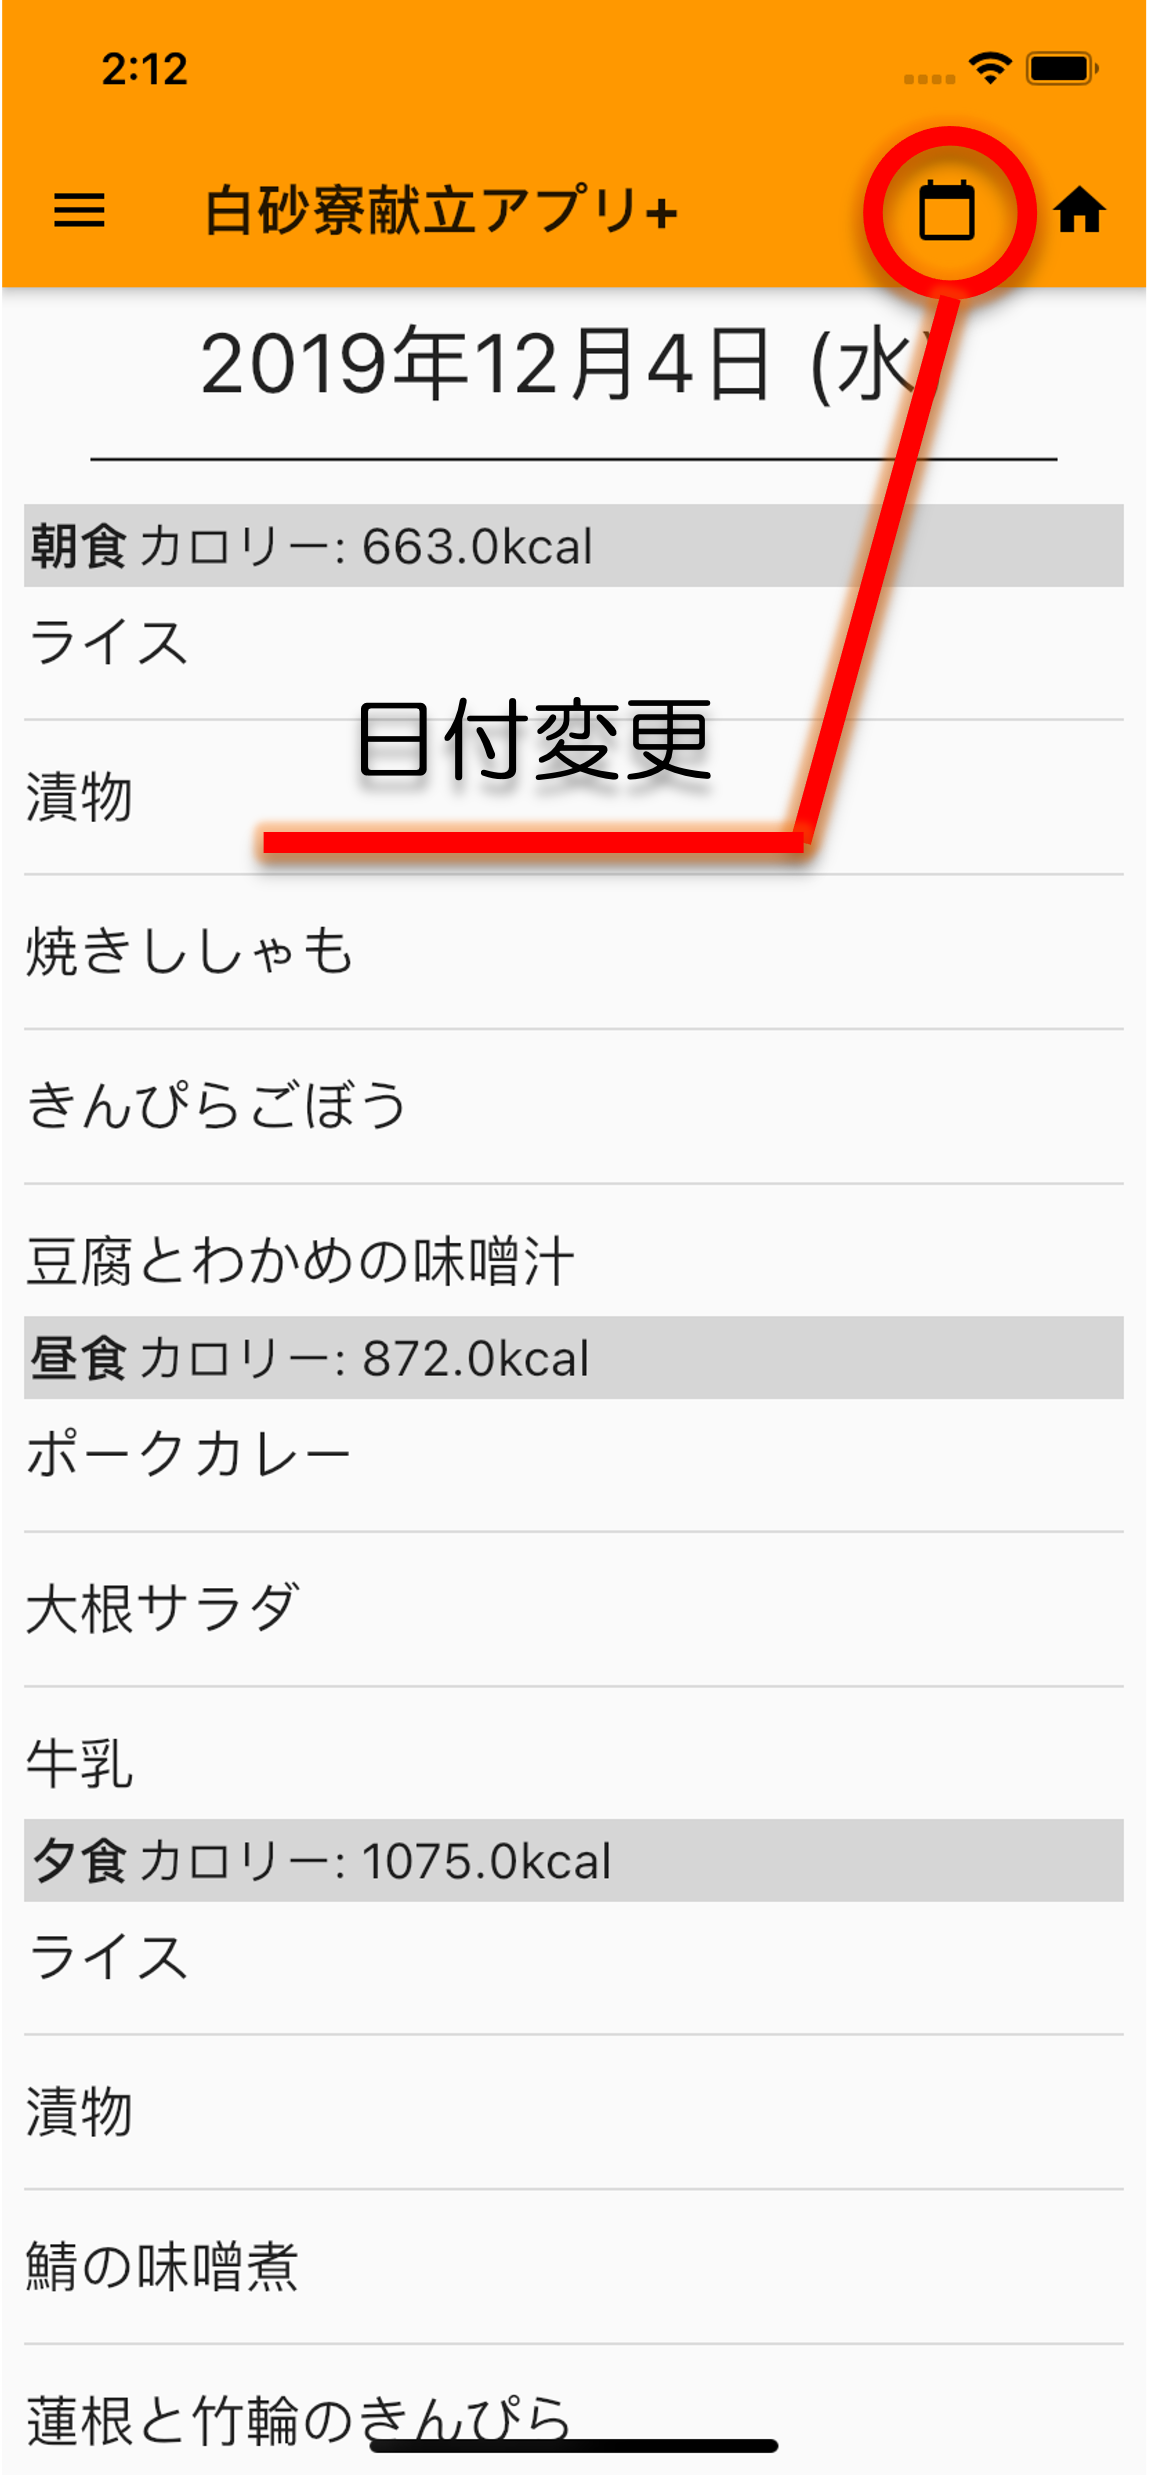 2:12
白砂寮献立アプリ+
2019年12月4日 (水)
朝食 カロリー: 663.0kcal
ライス
日付変更
漬物
焼きししゃも
きんぴらごぼう
豆腐とわかめの味噌汁
昼食 カロリー: 872.0kcal
ポークカレー
大根サラダ
牛乳
夕食 カロリー: 1075.0kcal
ライス
漬物
鯖の味噌煮
蓮根と竹輪のきんぴら